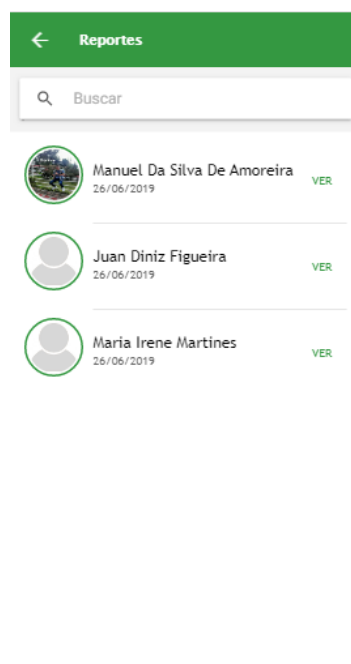 Reportes
Buscar
Manuel Da Silva De Amoreira
26/06/2019
VER
Juan Diniz Figueira
26/06/2019
VER
Maria Irene Martines
26/06/2019
VER